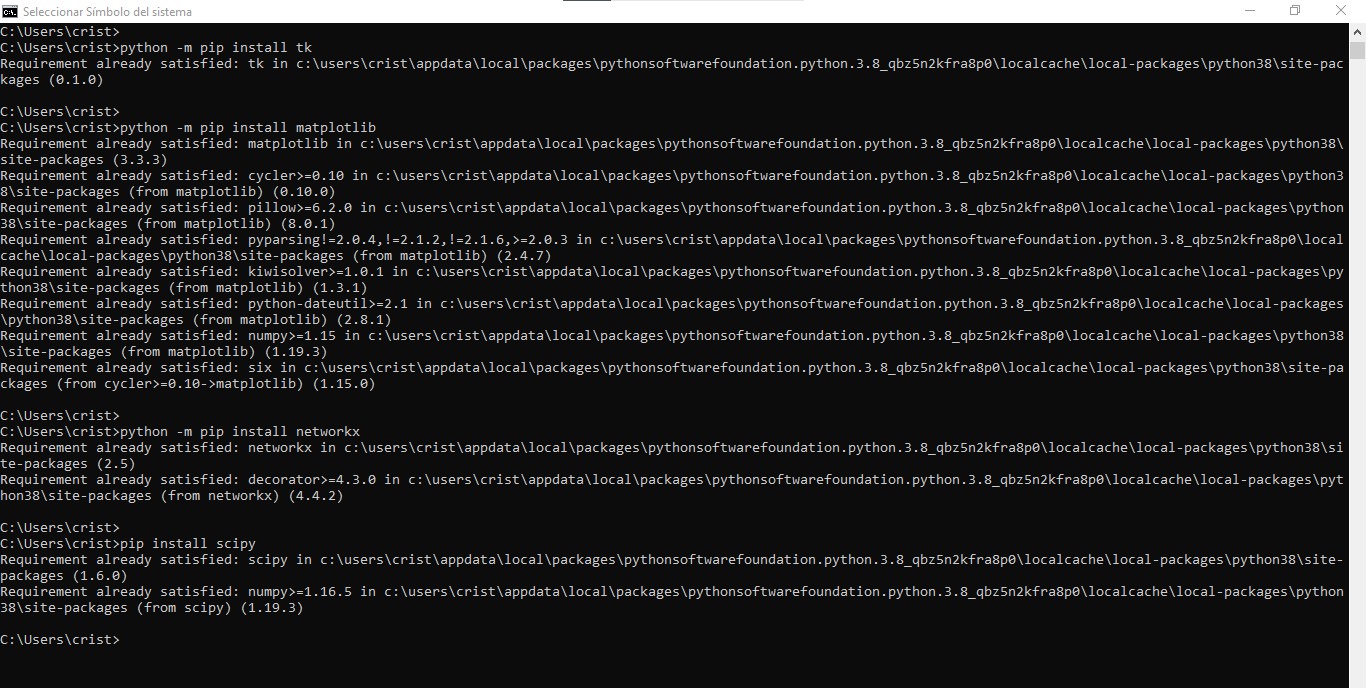 Seleccionar Símbolo del sistema
C:\Users\crist>
C:\Users\crist>python -m pip install tk
Requirement already satisfied: tk in c:\users\crist\appdata\local\packages\pythonsoftwarefoundation.python.3.8_qbz5n2kfra8p0\localcache\local-packages\python38\site-pac
kages (0.1.0)
C:\Users\crist>
C:\Users\crist>python -m pip install matplotlib
Requirement already satisfied: matplotlib in c:\users\crist\appdata\local\packages\pythonsoftwarefoundation.python.3.8_qbz5n2kfra8p0\localcache\local-packages\python38\
site-packages (3.3.3)
Requirement already satisfied: cycler>=0.10 in c:\users\crist\appdata\local\packages\pythonsoftwarefoundation.python.3.8_qbz5n2kfra8p0\localcache\local-packages\python3
8\site-packages (from matplotlib) (0.10.0)
Requirement already satisfied: pillow>=6.2.0 in c:\users\crist\appdata\local\packages\pythonsoftwarefoundation.python.3.8_qbz5n2kfra8p0\localcache\local-packages\python
38\site-packages (from matplotlib) (8.0.1)
Requirement already satisfied: pyparsing!=2.0.4,!=2.1.2,!=2.1.6,>=2.0.3 in c:\users\crist\appdata\local\packages\pythonsoftwarefoundation.python.3.8_qbz5n2kfra8p0\local
cache\local-packages\python38\site-packages (from matplotlib) (2.4.7)
Requirement already satisfied: kiwisolver>=1.0.1 in c:\users\crist\appdata\local\packages\pythonsoftwarefoundation.python.3.8_qbz5n2kfra8p0\localcache\local-packages\py
thon38\site-packages (from matplotlib) (1.3.1)
Requirement already satisfied: python-dateutil>=2.1 in c:\users\crist\appdata\local\packages\pythonsoftwarefoundation.python.3.8_qbz5n2kfra8p0\localcache\local-packages
\python38\site-packages (from matplotlib) (2.8.1)
Requirement already satisfied: numpy>=1.15 in c:\users\crist\appdata\local\packages\pythonsoftwarefoundation.python.3.8_qbz5n2kfra8p0\localcache\local-packages\python38
\site-packages (from matplotlib) (1.19.3)
Requirement already satisfied: six in c:\users\crist\appdata\local\packages\pythonsoftwarefoundation.python.3.8_qbz5n2kfra8p0\localcache\local-packages\python38\site-pa
ckages (from cycler>=0.10->matplotlib) (1.15.0)
C:\Users\crist>
C:\Users\crist>python -m pip install networkx
Requirement already satisfied: networkx in c:\users\crist\appdata\local\packages\pythonsoftwarefoundation.python.3.8_qbz5n2kfra8p0\localcache\local-packages\python38\si
te-packages (2.5)
Requirement already satisfied: decorator>=4.3.0 in c:\users\crist\appdata\local\packages\pythonsoftwarefoundation.python.3.8_qbz5n2kfra8p0\localcache\local-packages\pyt
hon38\site-packages (from networkx) (4.4.2)
C:\Users\crist>
C:\Users\crist>pip install scipy
Requirement already satisfied: scipy in c:\users\crist\appdata\local\packages\pythonsoftwarefoundation.python.3.8_qbz5n2kfra8p0\localcache\local-packages\python38\site-
packages (1.6.0)
Requirement already satisfied: numpy>=1.16.5 in c:\users\crist\appdata\local\packages\pythonsoftwarefoundation.python.3.8_qbz5n2kfra8p0\localcache\local-packages\python
38\site-packages (from scipy) (1.19.3)
C:\Users\crist>